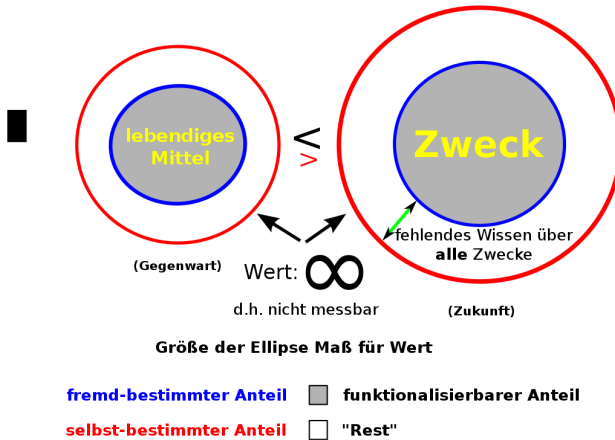 lebendiges
Mittel
<
>
Zweck
fehlendes Wissen über
alle Zwecke
(Gegenwart)
Wert: ∞
d.h. nicht messbar
(Zukunft)
Größe der Ellipse Maß für Wert
fremd-bestimmter Anteil
funktionalisierbarer Anteil
selbst-bestimmter Anteil
"Rest"